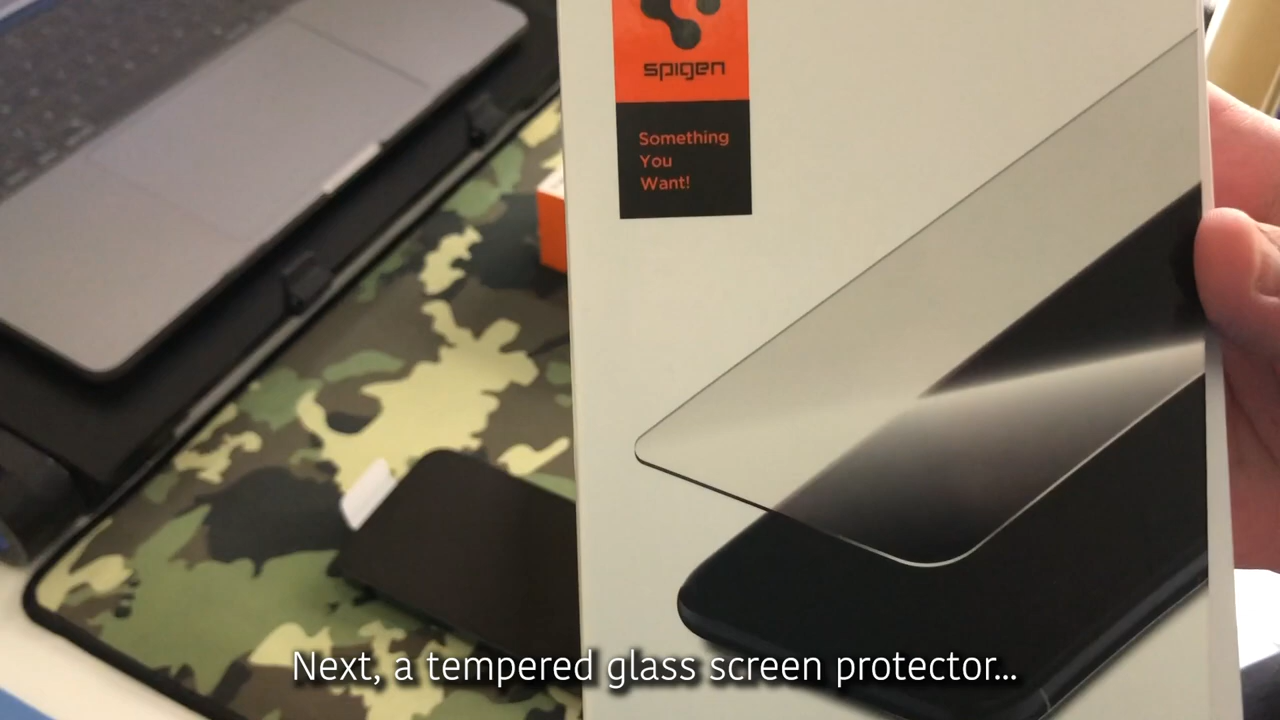 spigen
Something
You
Want!
Next, a tempered glass screen protector...